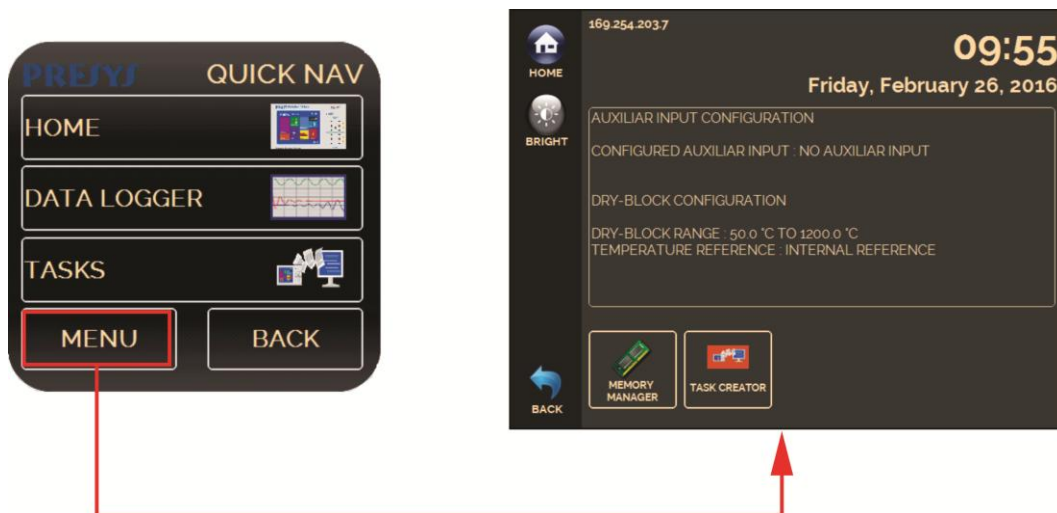 PRESYS QUICK NAV
HOME
DATA LOGGER
TASKS
MENU
BACK
169.254.203.7
09:55
Friday, February 26, 2016
HOME
BRIGHT
AUXILIAR INPUT CONFIGURATION
CONFIGURED AUXILIAR INPUT : NO AUXILIAR INPUT
DRY-BLOCK CONFIGURATION
DRY-BLOCK RANGE : 50.0 °C TO 1200.0 °C
TEMPERATURE REFERENCE : INTERNAL REFERENCE
MEMORY
MANAGER
TASK CREATOR
BACK